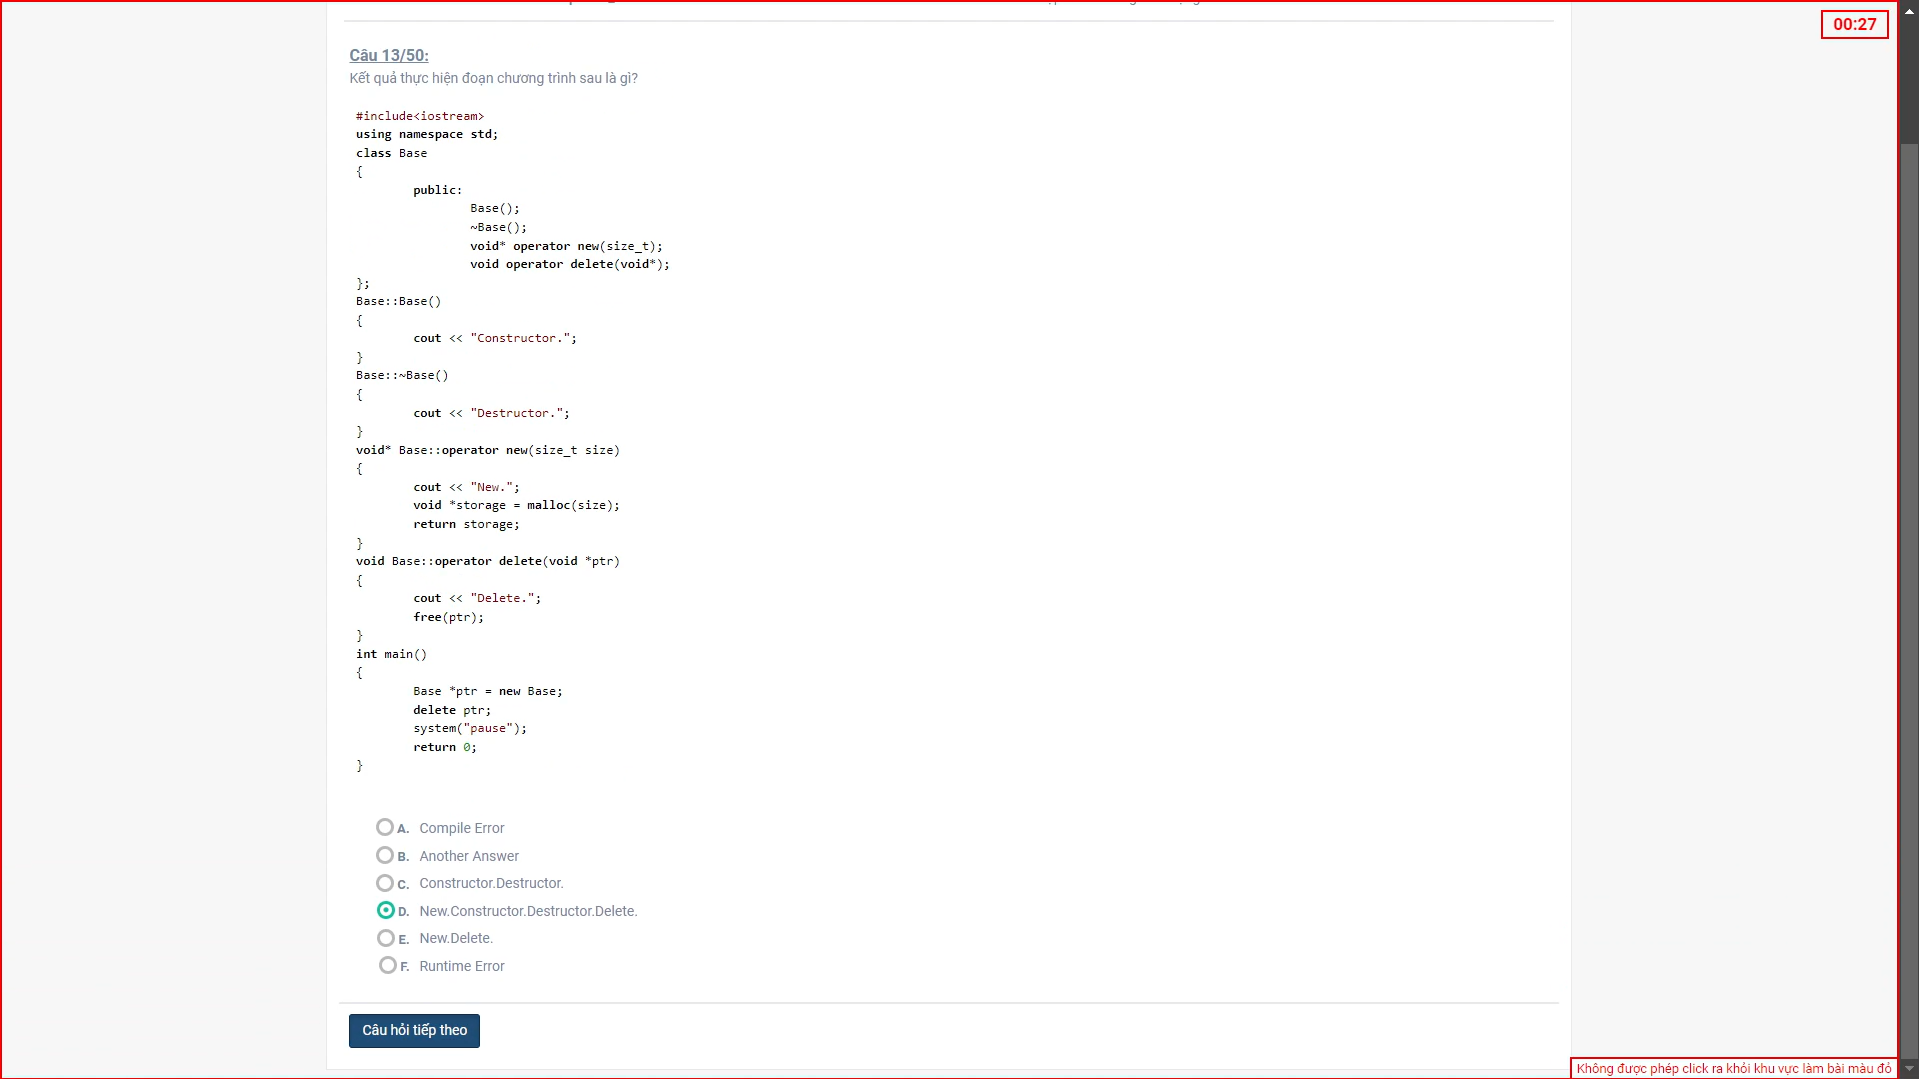 00:27
Câu 13/50:
Kết quả thực hiện đoạn chương trình sau là gì?
#include<iostream>
using namespace std;
class Base
{
public:
Base();
~Base();
void* operator new(size_t);
void operator delete(void*);
};
Base::Base()
{
cout << "Constructor.";
}
Base::~Base()
{
cout << "Destructor.";
}
void* Base::operator new(size_t size)
{
cout << "New.";
void *storage = malloc(size);
return storage;
}
void Base::operator delete(void *ptr)
{
cout << "Delete.";
free(ptr);
}
int main()
{
Base *ptr = new Base;
delete ptr;
system("pause");
return 0;
}
A. Compile Error
B. Another Answer
C. Constructor.Destructor.
D. New.Constructor.Destructor.Delete.
E. New.Delete.
F. Runtime Error
Câu hỏi tiếp theo
Không được phép click ra khỏi khu vực làm bài màu đỏ